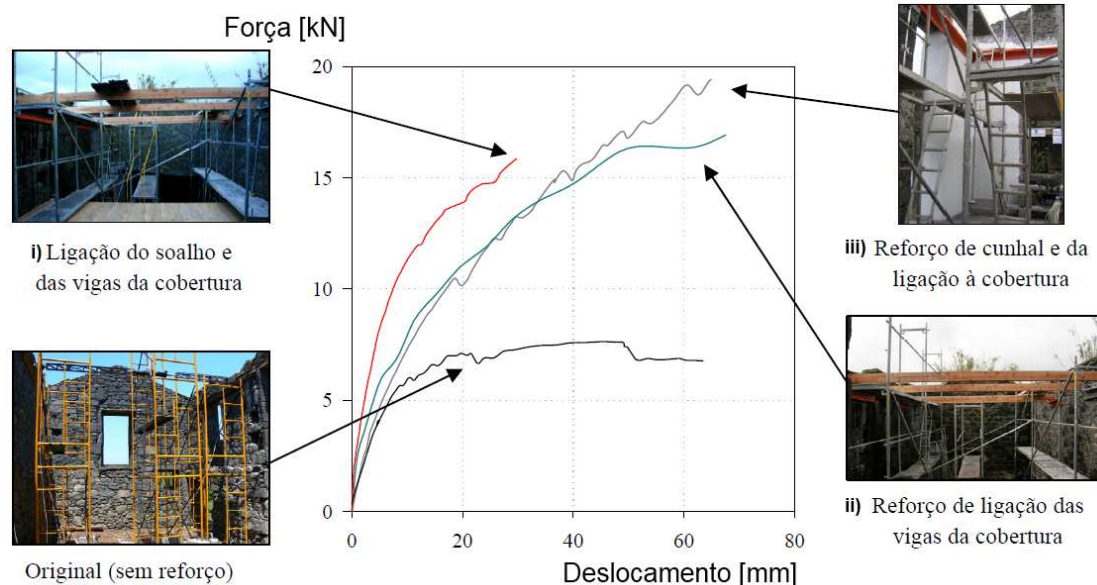 Força [kN]
20
15
10
5
0
0
20
40
60
80
Deslocamento [mm]
i) Ligação do soalho e
das vigas da cobertura
Original (sem reforço)
iii) Reforço de cunhal e da
ligação à cobertura
ii) Reforço de ligação das
vigas da cobertura